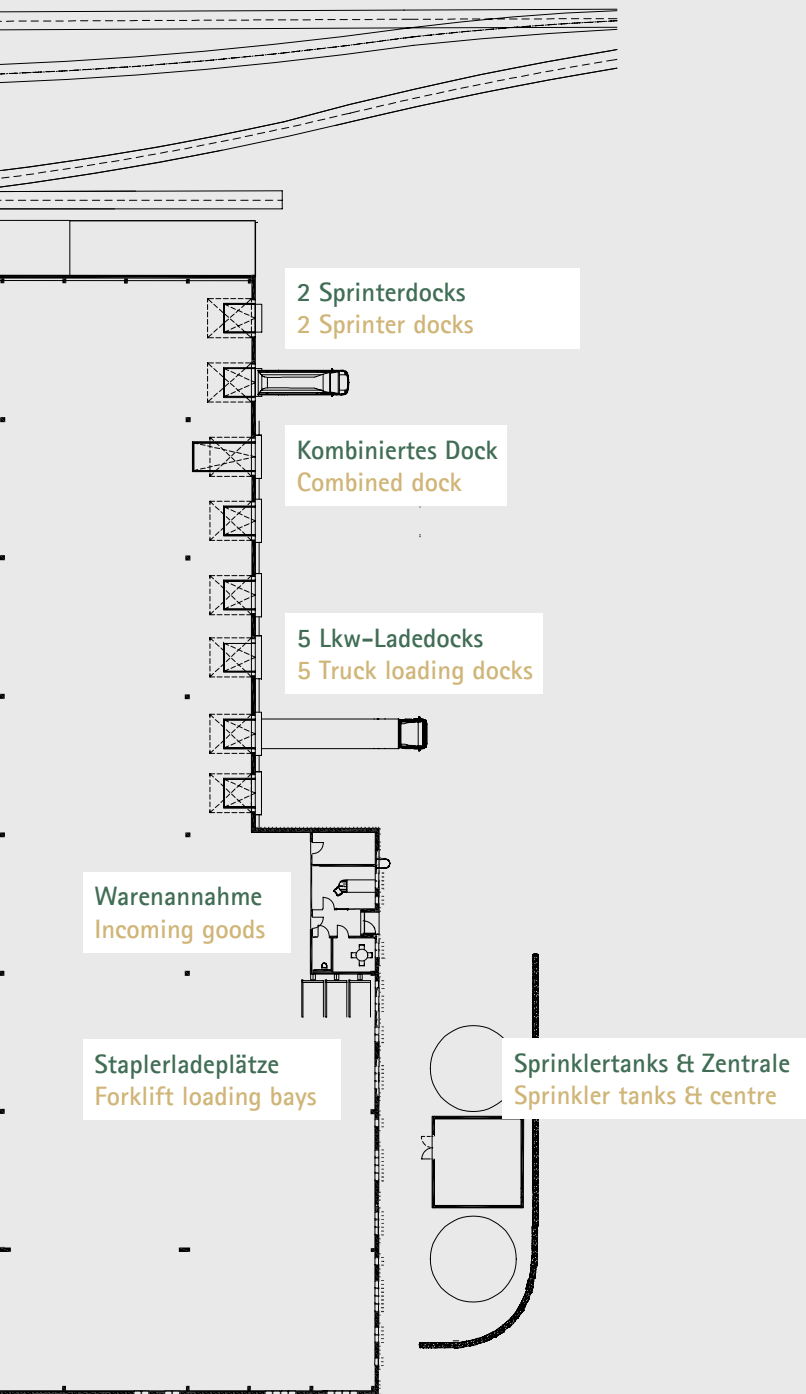 2 Sprinterdocks
2 Sprinter docks
Kombiniertes Dock
Combined dock
5 Lkw-Ladedocks
5 Truck loading docks
Warenannahme
Incoming goods
Staplerladeplätze
Forklift loading bays
Sprinklertanks & Zentrale
Sprinkler tanks & centre